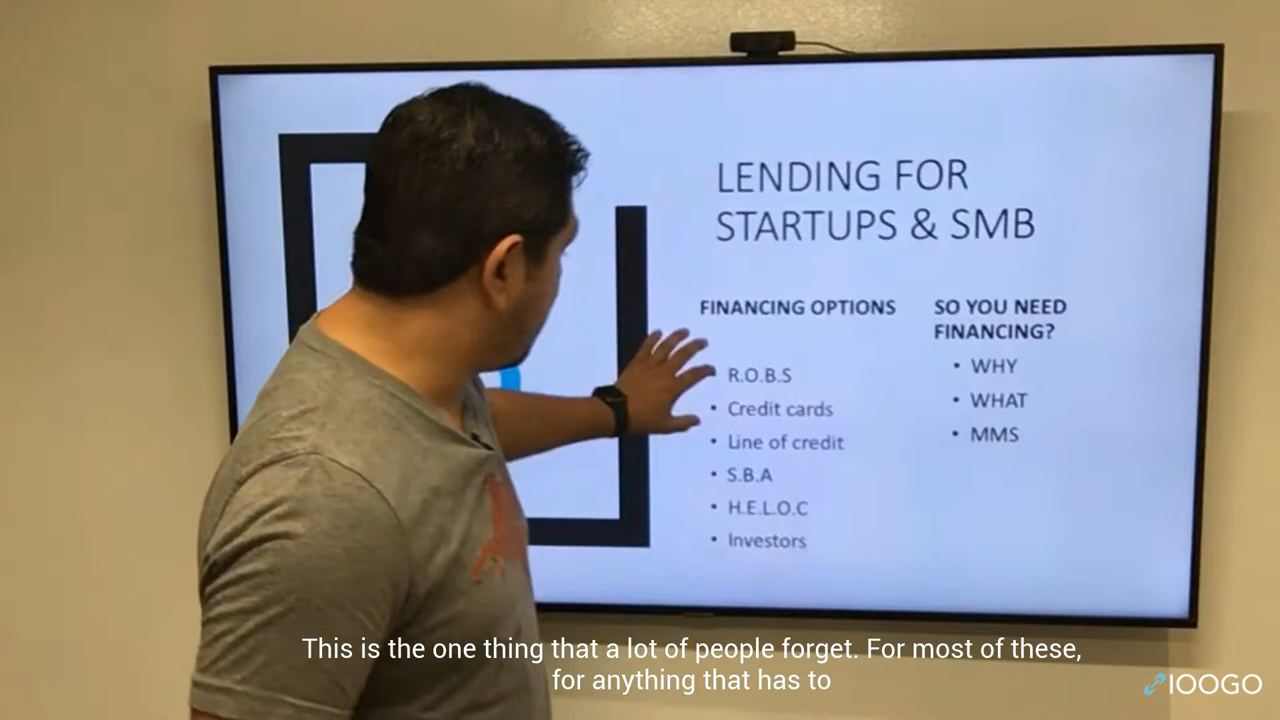 LENDING FOR
STARTUPS & SMB
FINANCING OPTIONS
R.O.B.S
Credit cards
Line of credit
S.B.A
H.E.L.O.C
Investors
SO YOU NEED
FINANCING?
WHY
WHAT
MMS
This is the one thing that a lot of people forget. For most of these,
for anything that has to
IOOGO